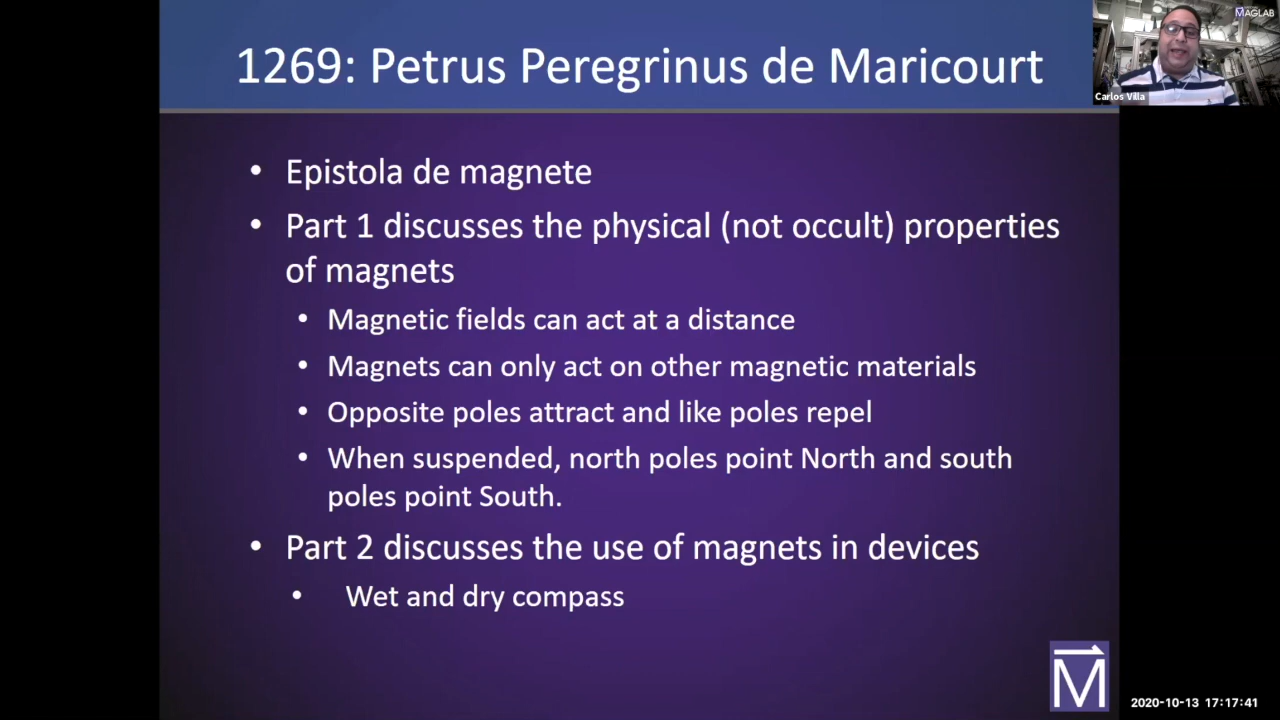 1269: Petrus Peregrinus de Maricourt
MAGLAB
Carlos Villa
• Epistola de magnete
• Part 1 discusses the physical (not occult) properties
of magnets
• Magnetic fields can act at a distance
• Magnets can only act on other magnetic materials
• Opposite poles attract and like poles repel
• When suspended, north poles point North and south
poles point South.
• Part 2 discusses the use of magnets in devices
• Wet and dry compass
M
2020-10-13 17:17:41